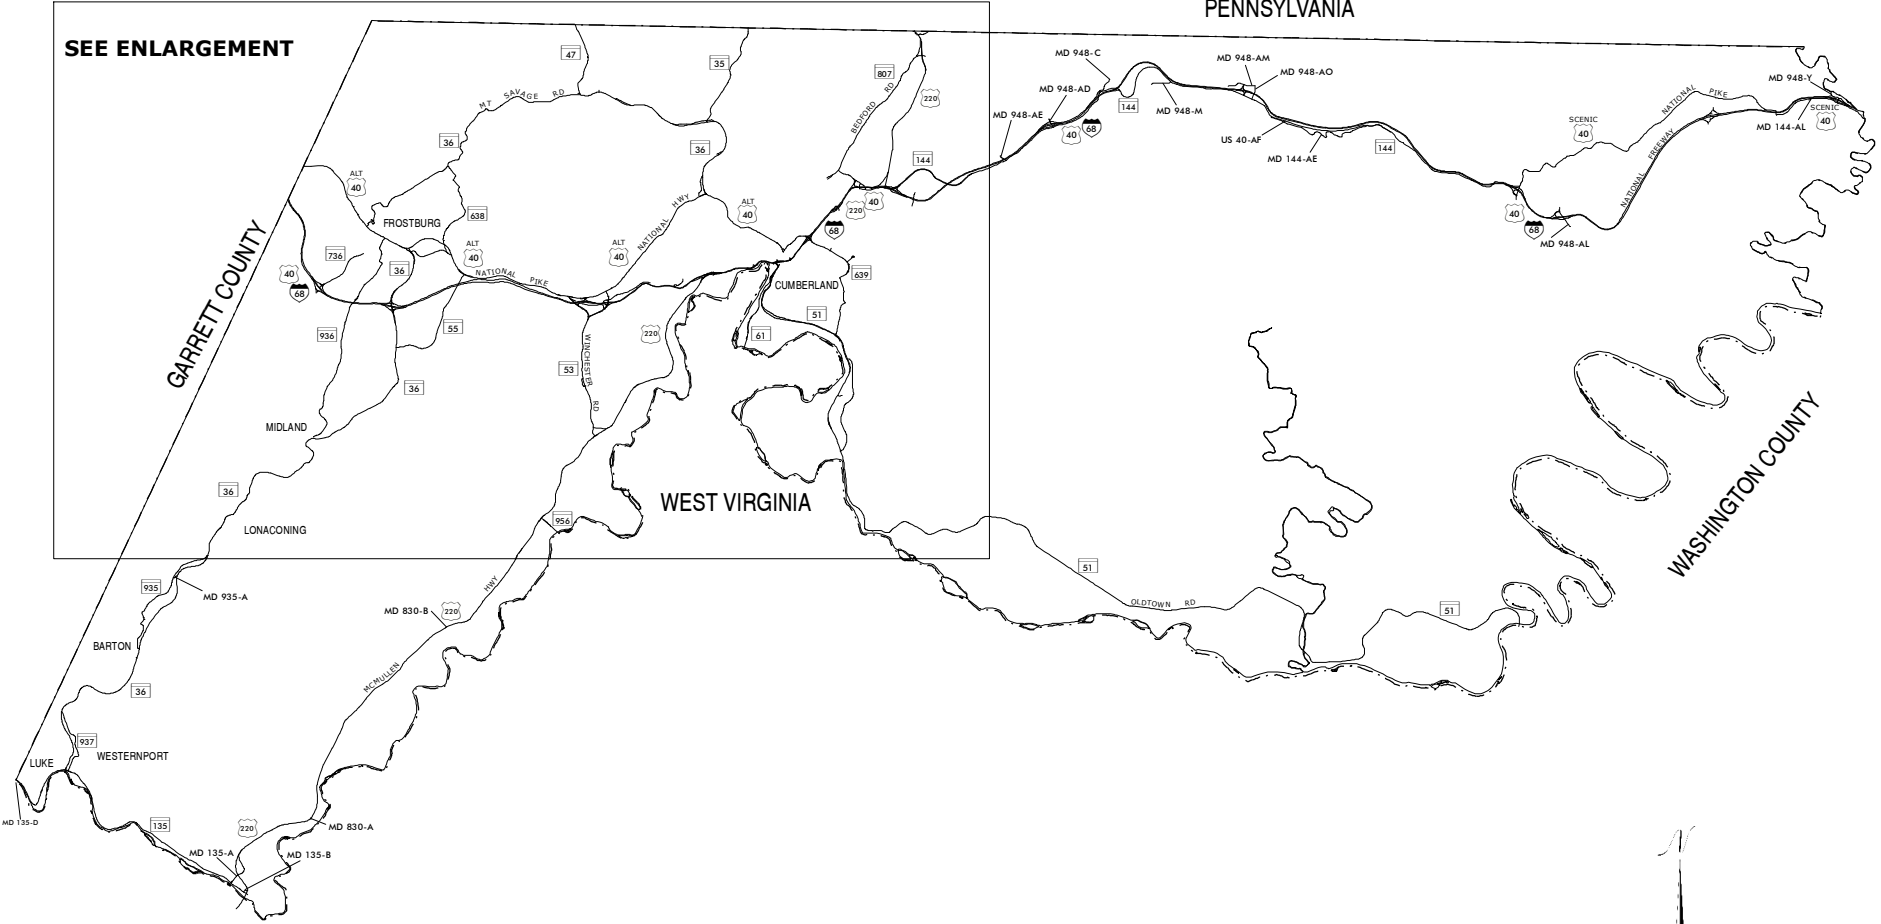 PENNSYLVANIA
SEE ENLARGEMENT
47
35
807
BEDFORD RD
220
MT SAVAGE RD
36
36
MD 948-C
MD 948-AD
MD 948-AE
40
68
144
144
MD 948-M
MD 948-AM
MD 948-AO
US 40-AF
MD 144-AE
144
SCENIC
40
NATIONAL PIKE
MD 948-Y
SCENIC
40
MD 144-AL
NATIONAL FREEWAY
40
68
MD 948-AL
ALT
40
FROSTBURG
638
ALT
40
NATIONAL HWY
ALT
40
ALT
40
220
40
68
GARRETT COUNTY
736
36
40
68
NATIONAL PIKE
CUMBERLAND
639
936
55
53
WINCHESTER RD
220
61
51
36
MIDLAND
36
LONACONING
WEST VIRGINIA
956
WASHINGTON COUNTY
935
MD 935-A
MD 830-B
220
HWY
MCMULLEN
51
OLDTOWN RD
51
BARTON
36
937
WESTERNPORT
LUKE
MD 135-D
135
220
MD 830-A
MD 135-A
MD 135-B
N